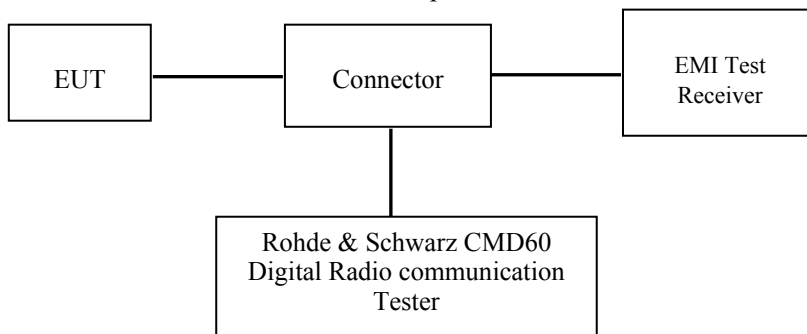 EUT
Connector
EMI Test
Receiver
Rohde & Schwarz CMD60
Digital Radio communication
Tester